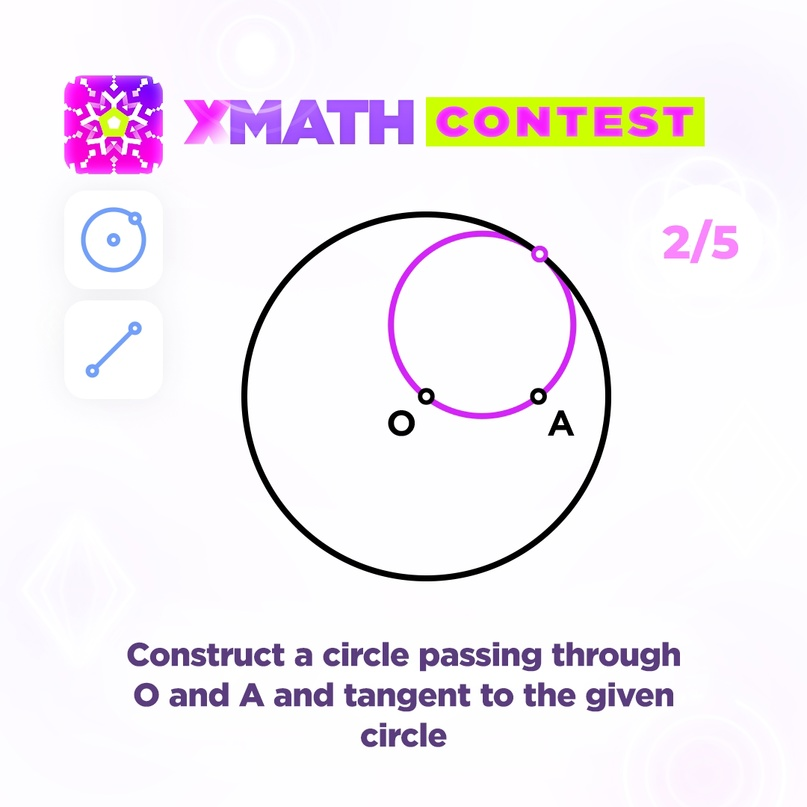 XMATH CONTEST
2/5
O
A
Construct a circle passing through
O and A and tangent to the given
circle